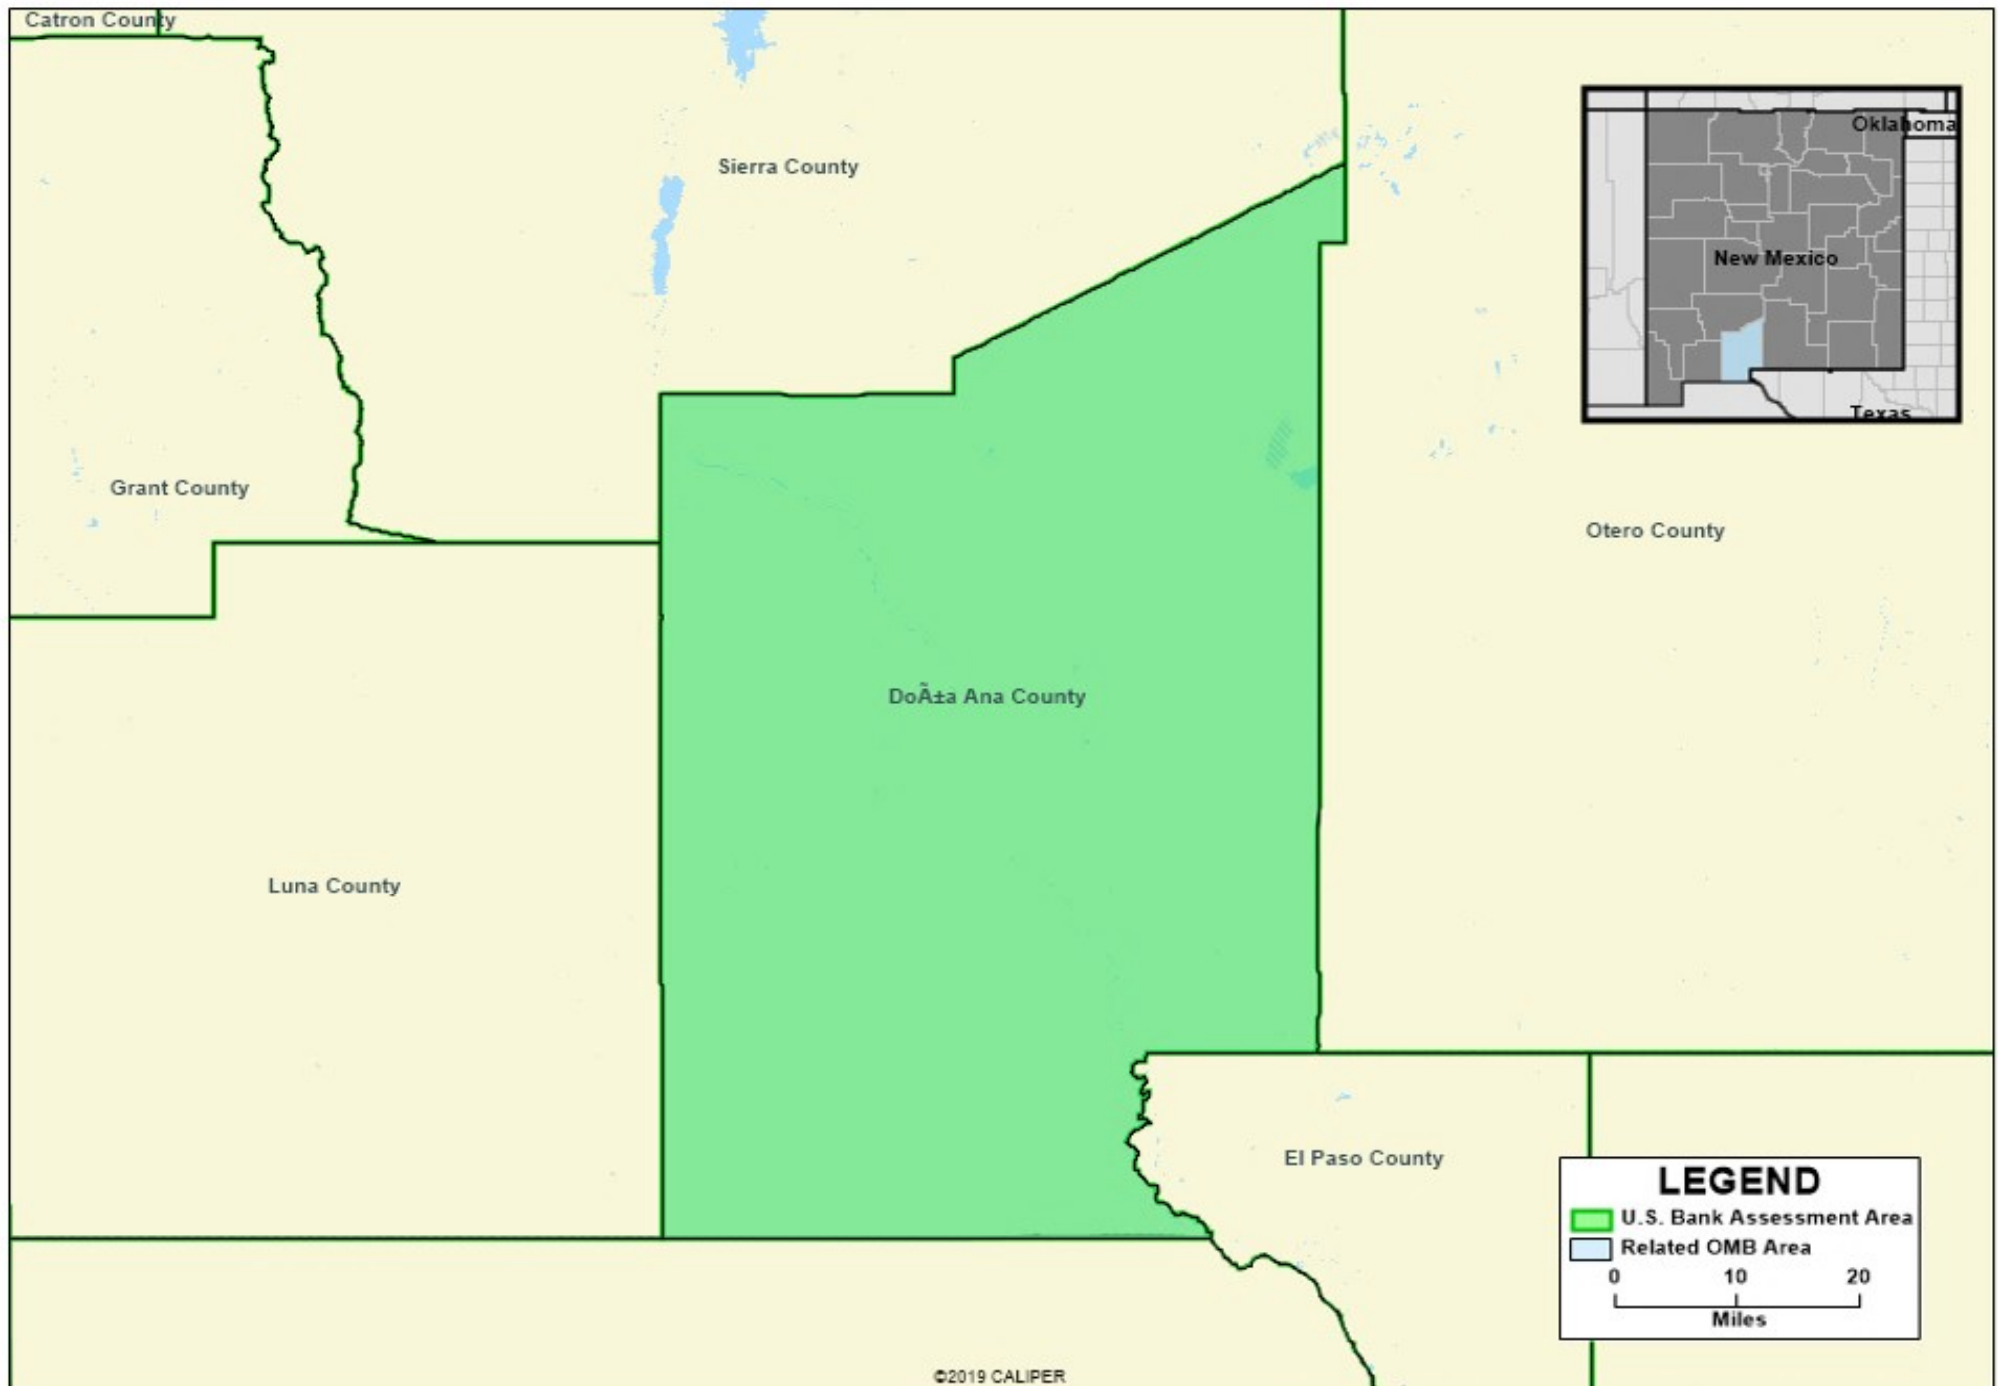 Catron County
Sierra County
Oklahoma
New Mexico
Texas
Grant County
Otero County
DoÃ±a Ana County
Luna County
El Paso County
LEGEND
U.S. Bank Assessment Area
Related OMB Area
0 10 20
Miles
©2019 CALIPER